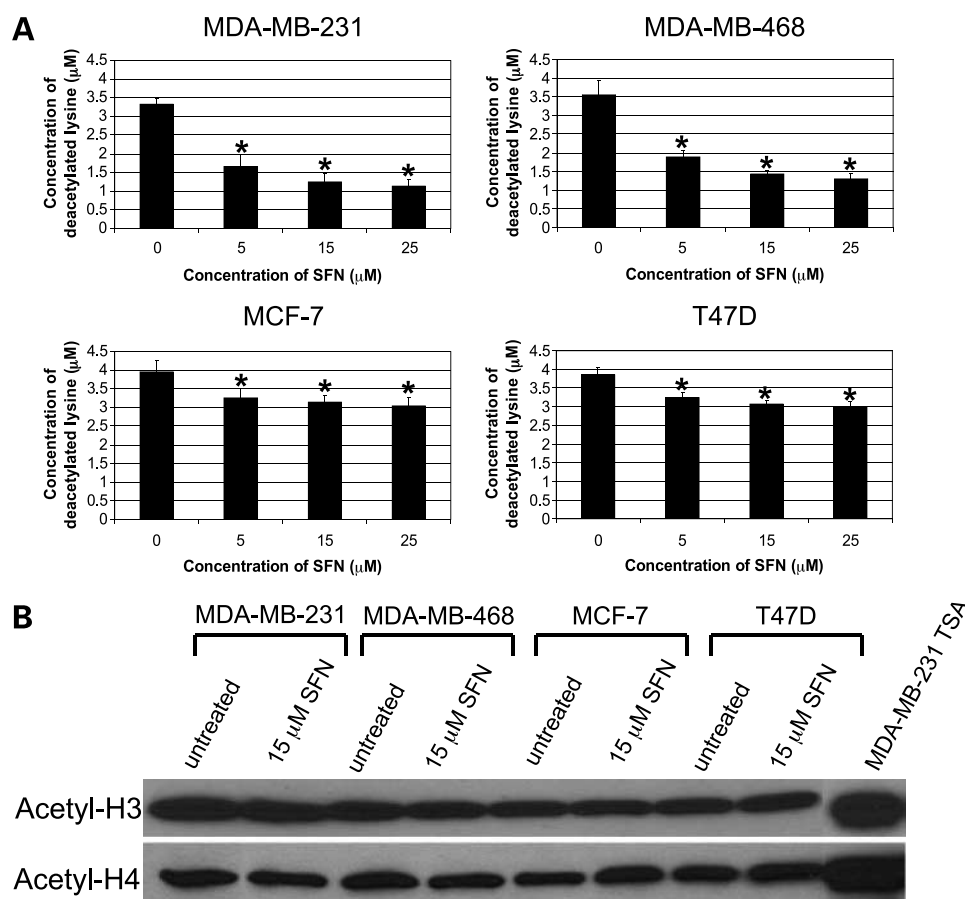 A
MDA-MB-231
Concentration of
deacetylated lysine (μM)
4.5
4
3.5
3
2.5
2
1.5
1
0.5
0
* * *
0 5 15 25
Concentration of SFN (μM)
MDA-MB-468
Concentration of
deacetylated lysine (μM)
4.5
4
3.5
3
2.5
2
1.5
1
0.5
0
* * *
0 5 15 25
Concentration of SFN (μM)
MCF-7
Concentration of
deacetylated lysine (μM)
4.5
4
3.5
3
2.5
2
1.5
1
0.5
0
* * *
0 5 15 25
Concentration of SFN (μM)
T47D
Concentration of
deacetylated lysine (μM)
4.5
4
3.5
3
2.5
2
1.5
1
0.5
0
* * *
0 5 15 25
Concentration of SFN (μM)
B
MDA-MB-231 MDA-MB-468 MCF-7 T47D
untreated
15 μM SFN
untreated
15 μM SFN
untreated
15 μM SFN
untreated
15 μM SFN
MDA-MB-231 TSA
Acetyl-H3
Acetyl-H4